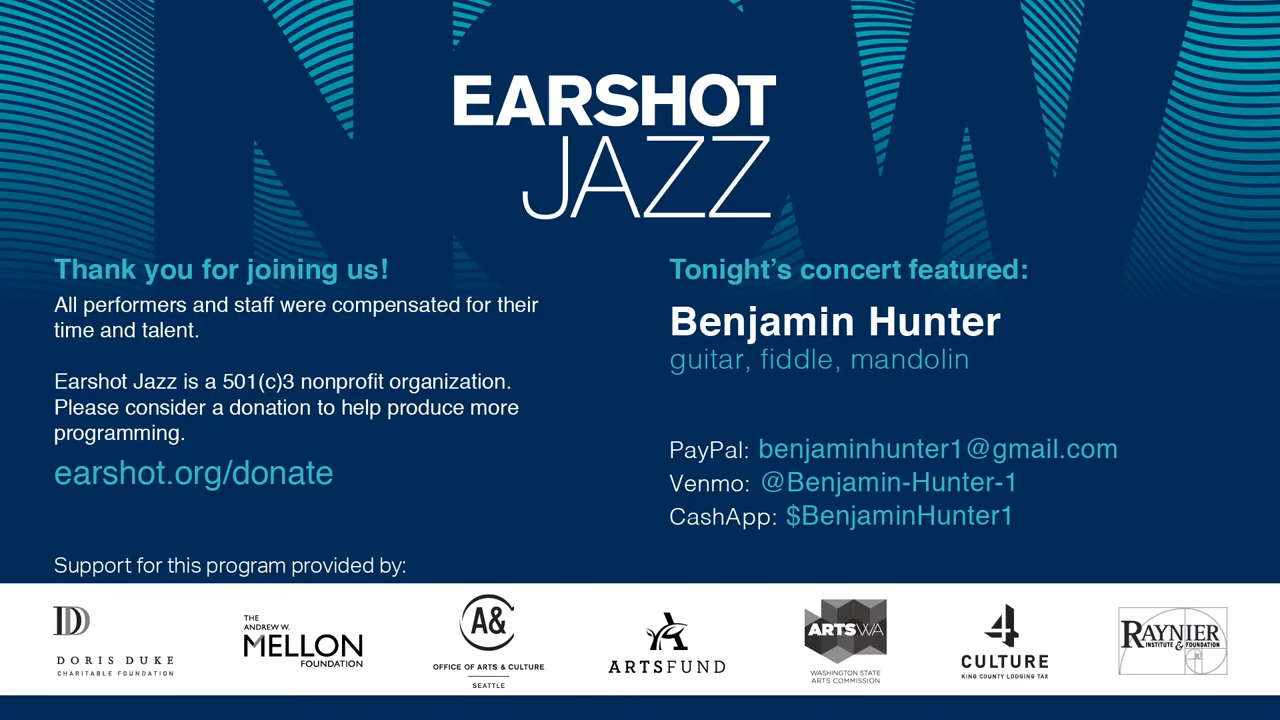 NOW
EARSHOT
JAZZ
Thank you for joining us!
All performers and staff were compensated for their
time and talent.
Earshot Jazz is a 501(c)3 nonprofit organization.
Please consider a donation to help produce more
programming.
earshot.org/donate
Tonight's concert featured:
Benjamin Hunter
guitar, fiddle, mandolin
PayPal: benjaminhunter1@gmail.com
Venmo: @Benjamin-Hunter-1
CashApp: $BenjaminHunter1
Support for this program provided by:
DD
DORIS DUKE
CHARITABLE FOUNDATION
THE
ANDREW W.
MELLON
FOUNDATION
A&
OFFICE OF ARTS & CULTURE
SEATTLE
ARTSFUND
ARTSWA
WASHINGTON STATE
ARTS COMMISSION
4
CULTURE
KING COUNTY LODGING TAX
RAYNIER
INSTITUTE & FOUNDATION